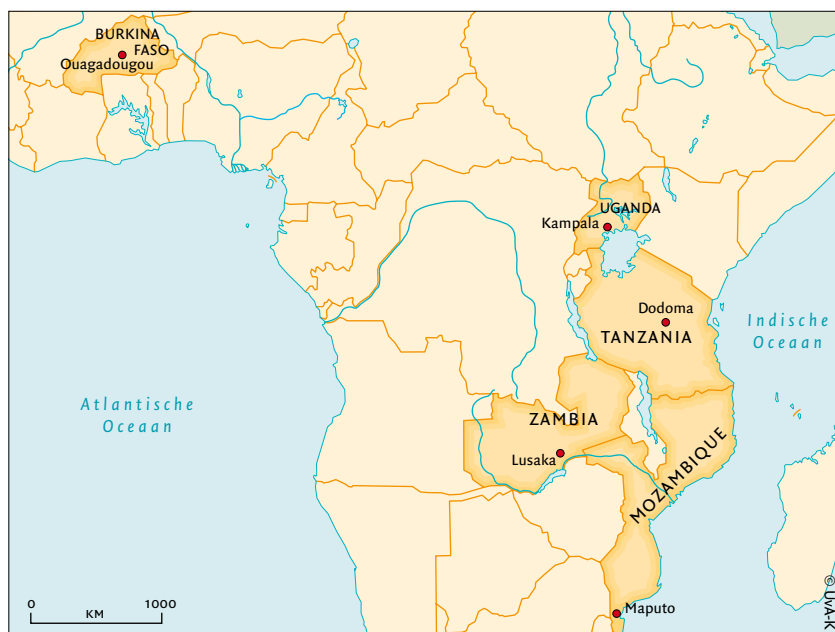 BURKINA
FASO
Ouagadougou
UGANDA
Kampala
Dodoma
TANZANIA
Indische
Oceaan
Atlantische
Oceaan
ZAMBIA
Lusaka
MOZAMBIQUE
0 1000
KM
Maputo
© UvA-K